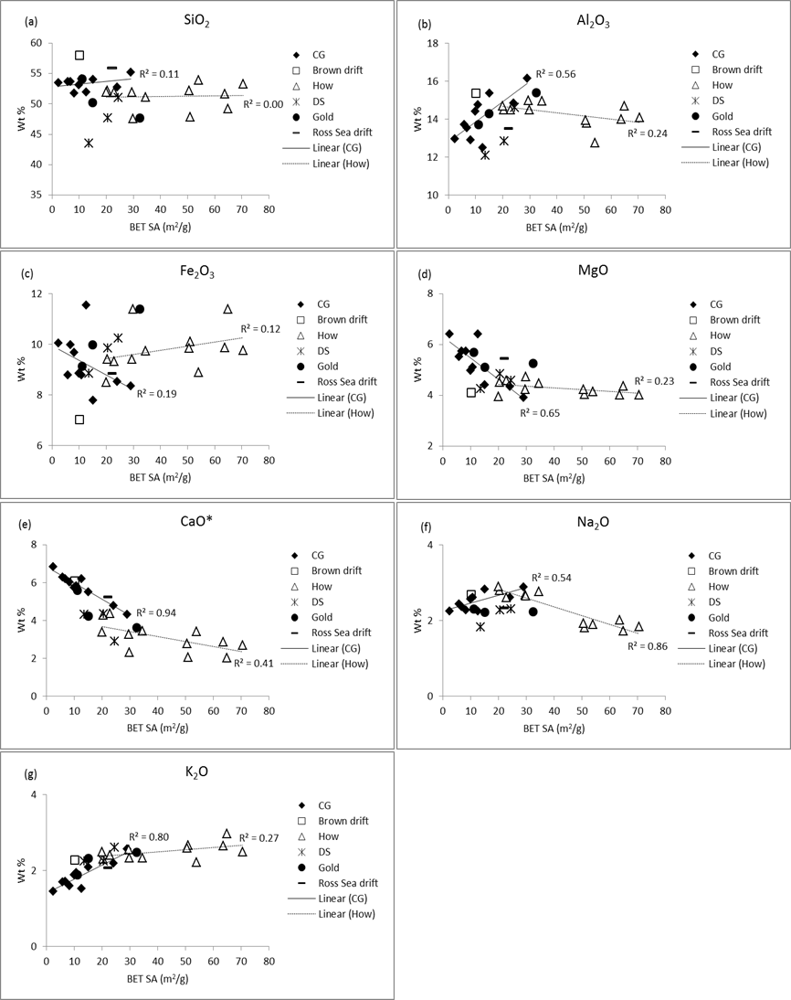 (a)
SiO2
60
55
50
45
40
35
Wt %
R² = 0.11
R² = 0.00
0 10 20 30 40 50 60 70 80
BET SA (m²/g)
CG
Brown drift
How
DS
Gold
Ross Sea drift
Linear (CG)
Linear (How)
(b)
Al2O3
18
16
14
12
10
Wt %
R² = 0.56
R² = 0.24
0 10 20 30 40 50 60 70 80
BET SA (m²/g)
CG
Brown drift
How
DS
Gold
Ross Sea drift
Linear (CG)
Linear (How)
(c)
Fe2O3
12
10
8
6
Wt %
R² = 0.12
R² = 0.19
0 10 20 30 40 50 60 70 80
BET SA (m²/g)
CG
Brown drift
How
DS
Gold
Ross Sea drift
Linear (CG)
Linear (How)
(d)
MgO
8
6
4
2
Wt %
R² = 0.23
R² = 0.65
0 10 20 30 40 50 60 70 80
BET SA (m²/g)
CG
Brown drift
How
DS
Gold
Ross Sea drift
Linear (CG)
Linear (How)
(e)
CaO*
8
6
4
2
0
Wt %
R² = 0.94
R² = 0.41
0 10 20 30 40 50 60 70 80
BET SA (m²/g)
CG
Brown drift
How
DS
Gold
Ross Sea drift
Linear (CG)
Linear (How)
(f)
Na2O
4
2
0
Wt %
R² = 0.54
R² = 0.86
0 10 20 30 40 50 60 70 80
BET SA (m²/g)
CG
Brown drift
How
DS
Gold
Ross Sea drift
Linear (CG)
Linear (How)
(g)
K2O
4
2
0
Wt %
R² = 0.80
R² = 0.27
0 10 20 30 40 50 60 70 80
BET SA (m²/g)
CG
Brown drift
How
DS
Gold
Ross Sea drift
Linear (CG)
Linear (How)